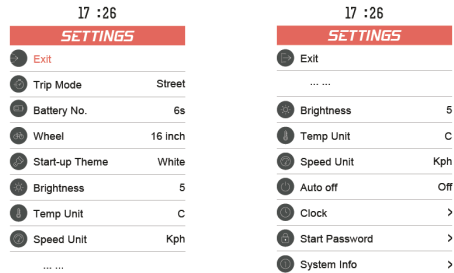 17 :26
SETTINGS
Exit
Trip Mode Street
Battery No. 6s
Wheel 16 inch
Start-up Theme White
Brightness 5
Temp Unit C
Speed Unit Kph
... ...
17 :26
SETTINGS
Exit
... ...
Brightness 5
Temp Unit C
Speed Unit Kph
Auto off Off
Clock >
Start Password >
System Info >